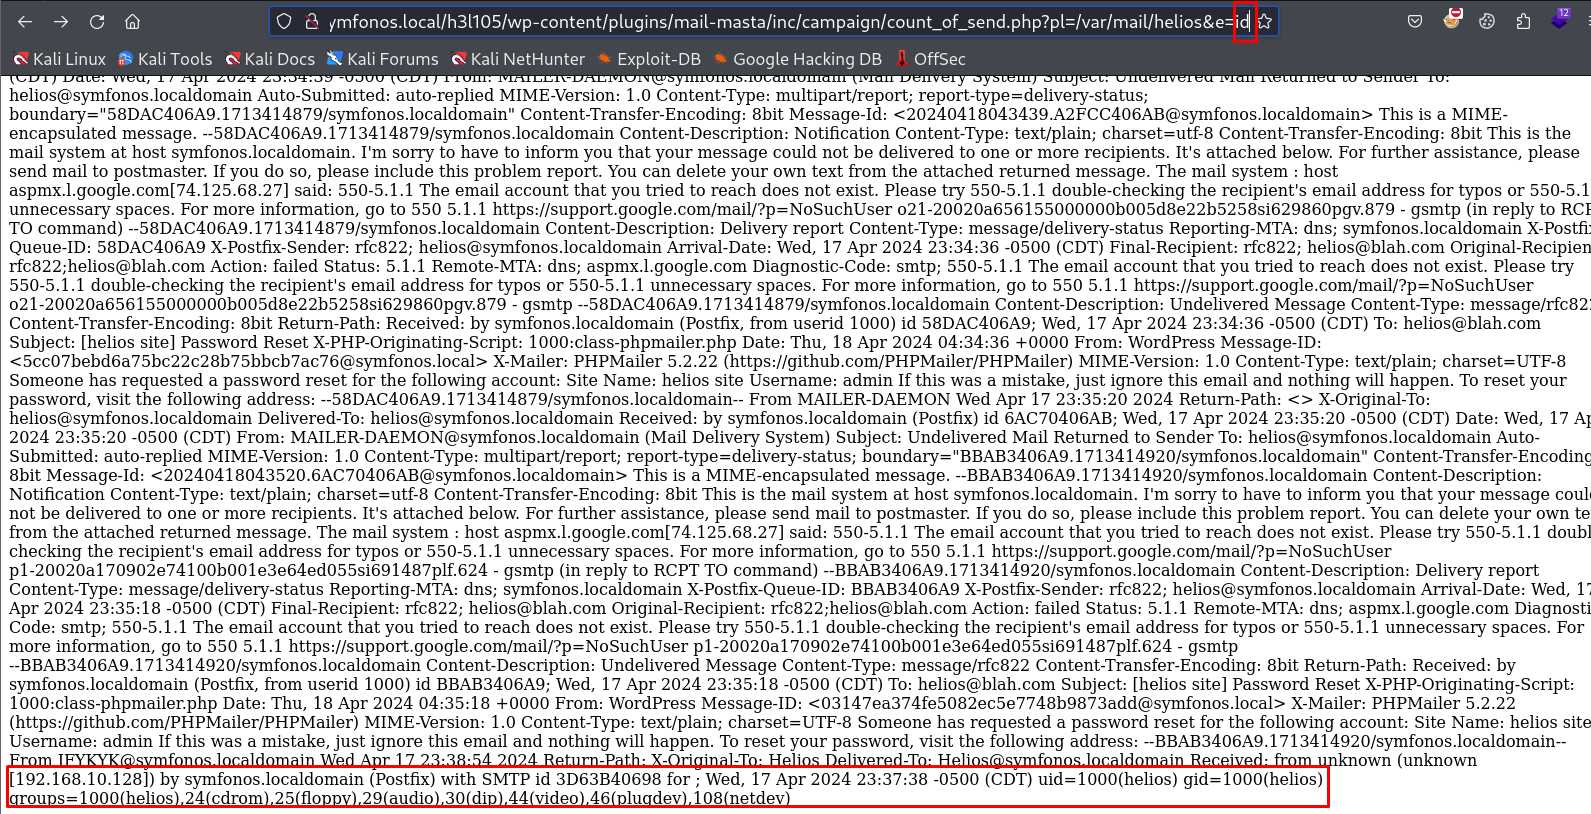 ymfonos.local/h3l105/wp-content/plugins/mail-masta/inc/campaign/count_of_send.php?pl=/var/mail/helios&e=id
12
Kali Linux Kali Tools Kali Docs Kali Forums Kali NetHunter Exploit-DB Google Hacking DB OffSec
(CDT) Date: Wed, 17 Apr 2024 23:34:39 -0500 (CDT) From: MAILER-DAEMON@symfonos.localdomain (Mail Delivery System) Subject: Undelivered Mail Returned to Sender To:
helios@symfonos.localdomain Auto-Submitted: auto-replied MIME-Version: 1.0 Content-Type: multipart/report; report-type=delivery-status;
boundary="58DAC406A9.1713414879/symfonos.localdomain" Content-Transfer-Encoding: 8bit Message-Id: <20240418043439.A2FCC406AB@symfonos.localdomain> This is a MIME-
encapsulated message. --58DAC406A9.1713414879/symfonos.localdomain Content-Description: Notification Content-Type: text/plain; charset=utf-8 Content-Transfer-Encoding: 8bit This is the
mail system at host symfonos.localdomain. I'm sorry to have to inform you that your message could not be delivered to one or more recipients. It's attached below. For further assistance, please
send mail to postmaster. If you do so, please include this problem report. You can delete your own text from the attached returned message. The mail system : host
aspmx.l.google.com[74.125.68.27] said: 550-5.1.1 The email account that you tried to reach does not exist. Please try 550-5.1.1 double-checking the recipient's email address for typos or 550-5.1
unnecessary spaces. For more information, go to 550 5.1.1 https://support.google.com/mail/?p=NoSuchUser o21-20020a656155000000b005d8e22b5258si629860pgv.879 - gsmtp (in reply to RCP
TO command) --58DAC406A9.1713414879/symfonos.localdomain Content-Description: Delivery report Content-Type: message/delivery-status Reporting-MTA: dns; symfonos.localdomain X-Postfix
Queue-ID: 58DAC406A9 X-Postfix-Sender: rfc822; helios@symfonos.localdomain Arrival-Date: Wed, 17 Apr 2024 23:34:36 -0500 (CDT) Final-Recipient: rfc822; helios@blah.com Original-Recipien
rfc822;helios@blah.com Action: failed Status: 5.1.1 Remote-MTA: dns; aspmx.l.google.com Diagnostic-Code: smtp; 550-5.1.1 The email account that you tried to reach does not exist. Please try
550-5.1.1 double-checking the recipient's email address for typos or 550-5.1.1 unnecessary spaces. For more information, go to 550 5.1.1 https://support.google.com/mail/?p=NoSuchUser
o21-20020a656155000000b005d8e22b5258si629860pgv.879 - gsmtp --58DAC406A9.1713414879/symfonos.localdomain Content-Description: Undelivered Message Content-Type: message/rfc822
Content-Transfer-Encoding: 8bit Return-Path: Received: by symfonos.localdomain (Postfix, from userid 1000) id 58DAC406A9; Wed, 17 Apr 2024 23:34:36 -0500 (CDT) To: helios@blah.com
Subject: [helios site] Password Reset X-PHP-Originating-Script: 1000:class-phpmailer.php Date: Thu, 18 Apr 2024 04:34:36 +0000 From: WordPress Message-ID:
<5cc07bebd6a75bc22c28b75bbcb7ac76@symfonos.local> X-Mailer: PHPMailer 5.2.22 (https://github.com/PHPMailer/PHPMailer) MIME-Version: 1.0 Content-Type: text/plain; charset=UTF-8
Someone has requested a password reset for the following account: Site Name: helios site Username: admin If this was a mistake, just ignore this email and nothing will happen. To reset your
password, visit the following address: --58DAC406A9.1713414879/symfonos.localdomain-- From MAILER-DAEMON Wed Apr 17 23:35:20 2024 Return-Path: <> X-Original-To:
helios@symfonos.localdomain Delivered-To: helios@symfonos.localdomain Received: by symfonos.localdomain (Postfix) id 6AC70406AB; Wed, 17 Apr 2024 23:35:20 -0500 (CDT) Date: Wed, 17 Ap
2024 23:35:20 -0500 (CDT) From: MAILER-DAEMON@symfonos.localdomain (Mail Delivery System) Subject: Undelivered Mail Returned to Sender To: helios@symfonos.localdomain Auto-
Submitted: auto-replied MIME-Version: 1.0 Content-Type: multipart/report; report-type=delivery-status; boundary="BBAB3406A9.1713414920/symfonos.localdomain" Content-Transfer-Encoding
8bit Message-Id: <20240418043520.6AC70406AB@symfonos.localdomain> This is a MIME-encapsulated message. --BBAB3406A9.1713414920/symfonos.localdomain Content-Description:
Notification Content-Type: text/plain; charset=utf-8 Content-Transfer-Encoding: 8bit This is the mail system at host symfonos.localdomain. I'm sorry to have to inform you that your message coul
not be delivered to one or more recipients. It's attached below. For further assistance, please send mail to postmaster. If you do so, please include this problem report. You can delete your own te
from the attached returned message. The mail system : host aspmx.l.google.com[74.125.68.27] said: 550-5.1.1 The email account that you tried to reach does not exist. Please try 550-5.1.1 doubl
checking the recipient's email address for typos or 550-5.1.1 unnecessary spaces. For more information, go to 550 5.1.1 https://support.google.com/mail/?p=NoSuchUser
p1-20020a170902e74100b001e3e64ed055si691487plf.624 - gsmtp (in reply to RCPT TO command) --BBAB3406A9.1713414920/symfonos.localdomain Content-Description: Delivery report
Content-Type: message/delivery-status Reporting-MTA: dns; symfonos.localdomain X-Postfix-Queue-ID: BBAB3406A9 X-Postfix-Sender: rfc822; helios@symfonos.localdomain Arrival-Date: Wed, 17
Apr 2024 23:35:18 -0500 (CDT) Final-Recipient: rfc822; helios@blah.com Original-Recipient: rfc822;helios@blah.com Action: failed Status: 5.1.1 Remote-MTA: dns; aspmx.l.google.com Diagnosti
Code: smtp; 550-5.1.1 The email account that you tried to reach does not exist. Please try 550-5.1.1 double-checking the recipient's email address for typos or 550-5.1.1 unnecessary spaces. For
more information, go to 550 5.1.1 https://support.google.com/mail/?p=NoSuchUser p1-20020a170902e74100b001e3e64ed055si691487plf.624 - gsmtp
--BBAB3406A9.1713414920/symfonos.localdomain Content-Description: Undelivered Message Content-Type: message/rfc822 Content-Transfer-Encoding: 8bit Return-Path: Received: by
symfonos.localdomain (Postfix, from userid 1000) id BBAB3406A9; Wed, 17 Apr 2024 23:35:18 -0500 (CDT) To: helios@blah.com Subject: [helios site] Password Reset X-PHP-Originating-Script:
1000:class-phpmailer.php Date: Thu, 18 Apr 2024 04:35:18 +0000 From: WordPress Message-ID: <03147ea374fe5082ec5e7748b9873add@symfonos.local> X-Mailer: PHPMailer 5.2.22
(https://github.com/PHPMailer/PHPMailer) MIME-Version: 1.0 Content-Type: text/plain; charset=UTF-8 Someone has requested a password reset for the following account: Site Name: helios site
Username: admin If this was a mistake, just ignore this email and nothing will happen. To reset your password, visit the following address: --BBAB3406A9.1713414920/symfonos.localdomain--
From IFYKYK@symfonos.localdomain Wed Apr 17 23:38:54 2024 Return-Path: X-Original-To: Helios Delivered-To: Helios@symfonos.localdomain Received: from unknown (unknown
[192.168.10.128]) by symfonos.localdomain (Postfix) with SMTP id 3D63B40698 for ; Wed, 17 Apr 2024 23:37:38 -0500 (CDT) uid=1000(helios) gid=1000(helios)
groups=1000(helios),24(cdrom),25(floppy),29(audio),30(dip),44(video),46(plugdev),108(netdev)